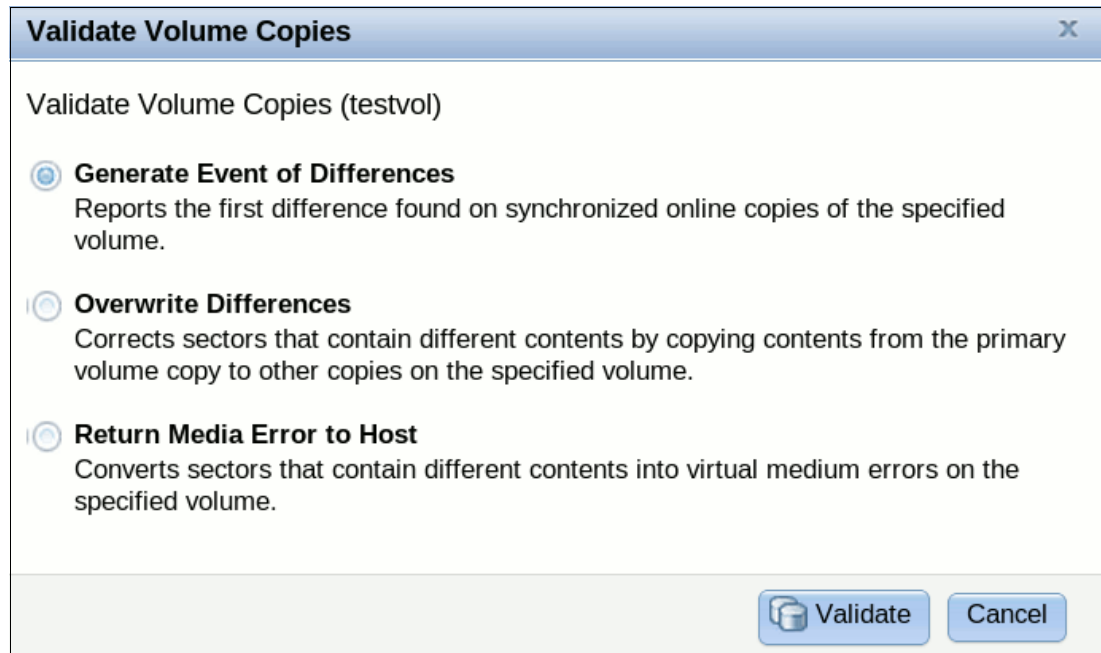 Validate Volume Copies
Validate Volume Copies (testvol)
Generate Event of Differences
Reports the first difference found on synchronized online copies of the specified
volume.
Overwrite Differences
Corrects sectors that contain different contents by copying contents from the primary
volume copy to other copies on the specified volume.
Return Media Error to Host
Converts sectors that contain different contents into virtual medium errors on the
specified volume.
Validate Cancel